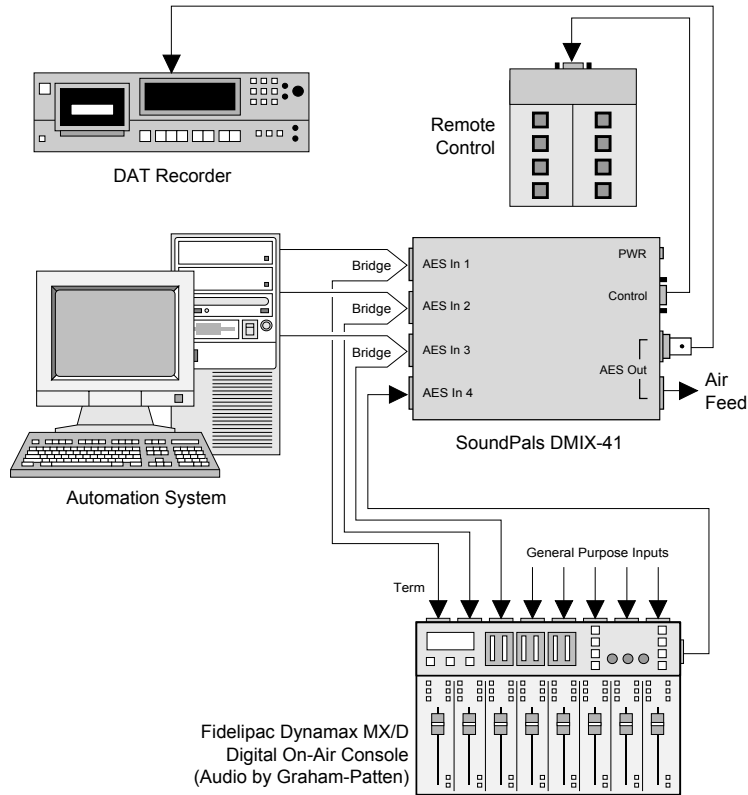 Remote
Control
DAT Recorder
PWR
Bridge
AES In 1
Control
Bridge
AES In 2
Bridge
AES In 3
AES Out
AES In 4
Air
Feed
SoundPals DMIX-41
Automation System
General Purpose Inputs
Term
Fidelipac Dynamax MX/D
Digital On-Air Console
(Audio by Graham-Patten)